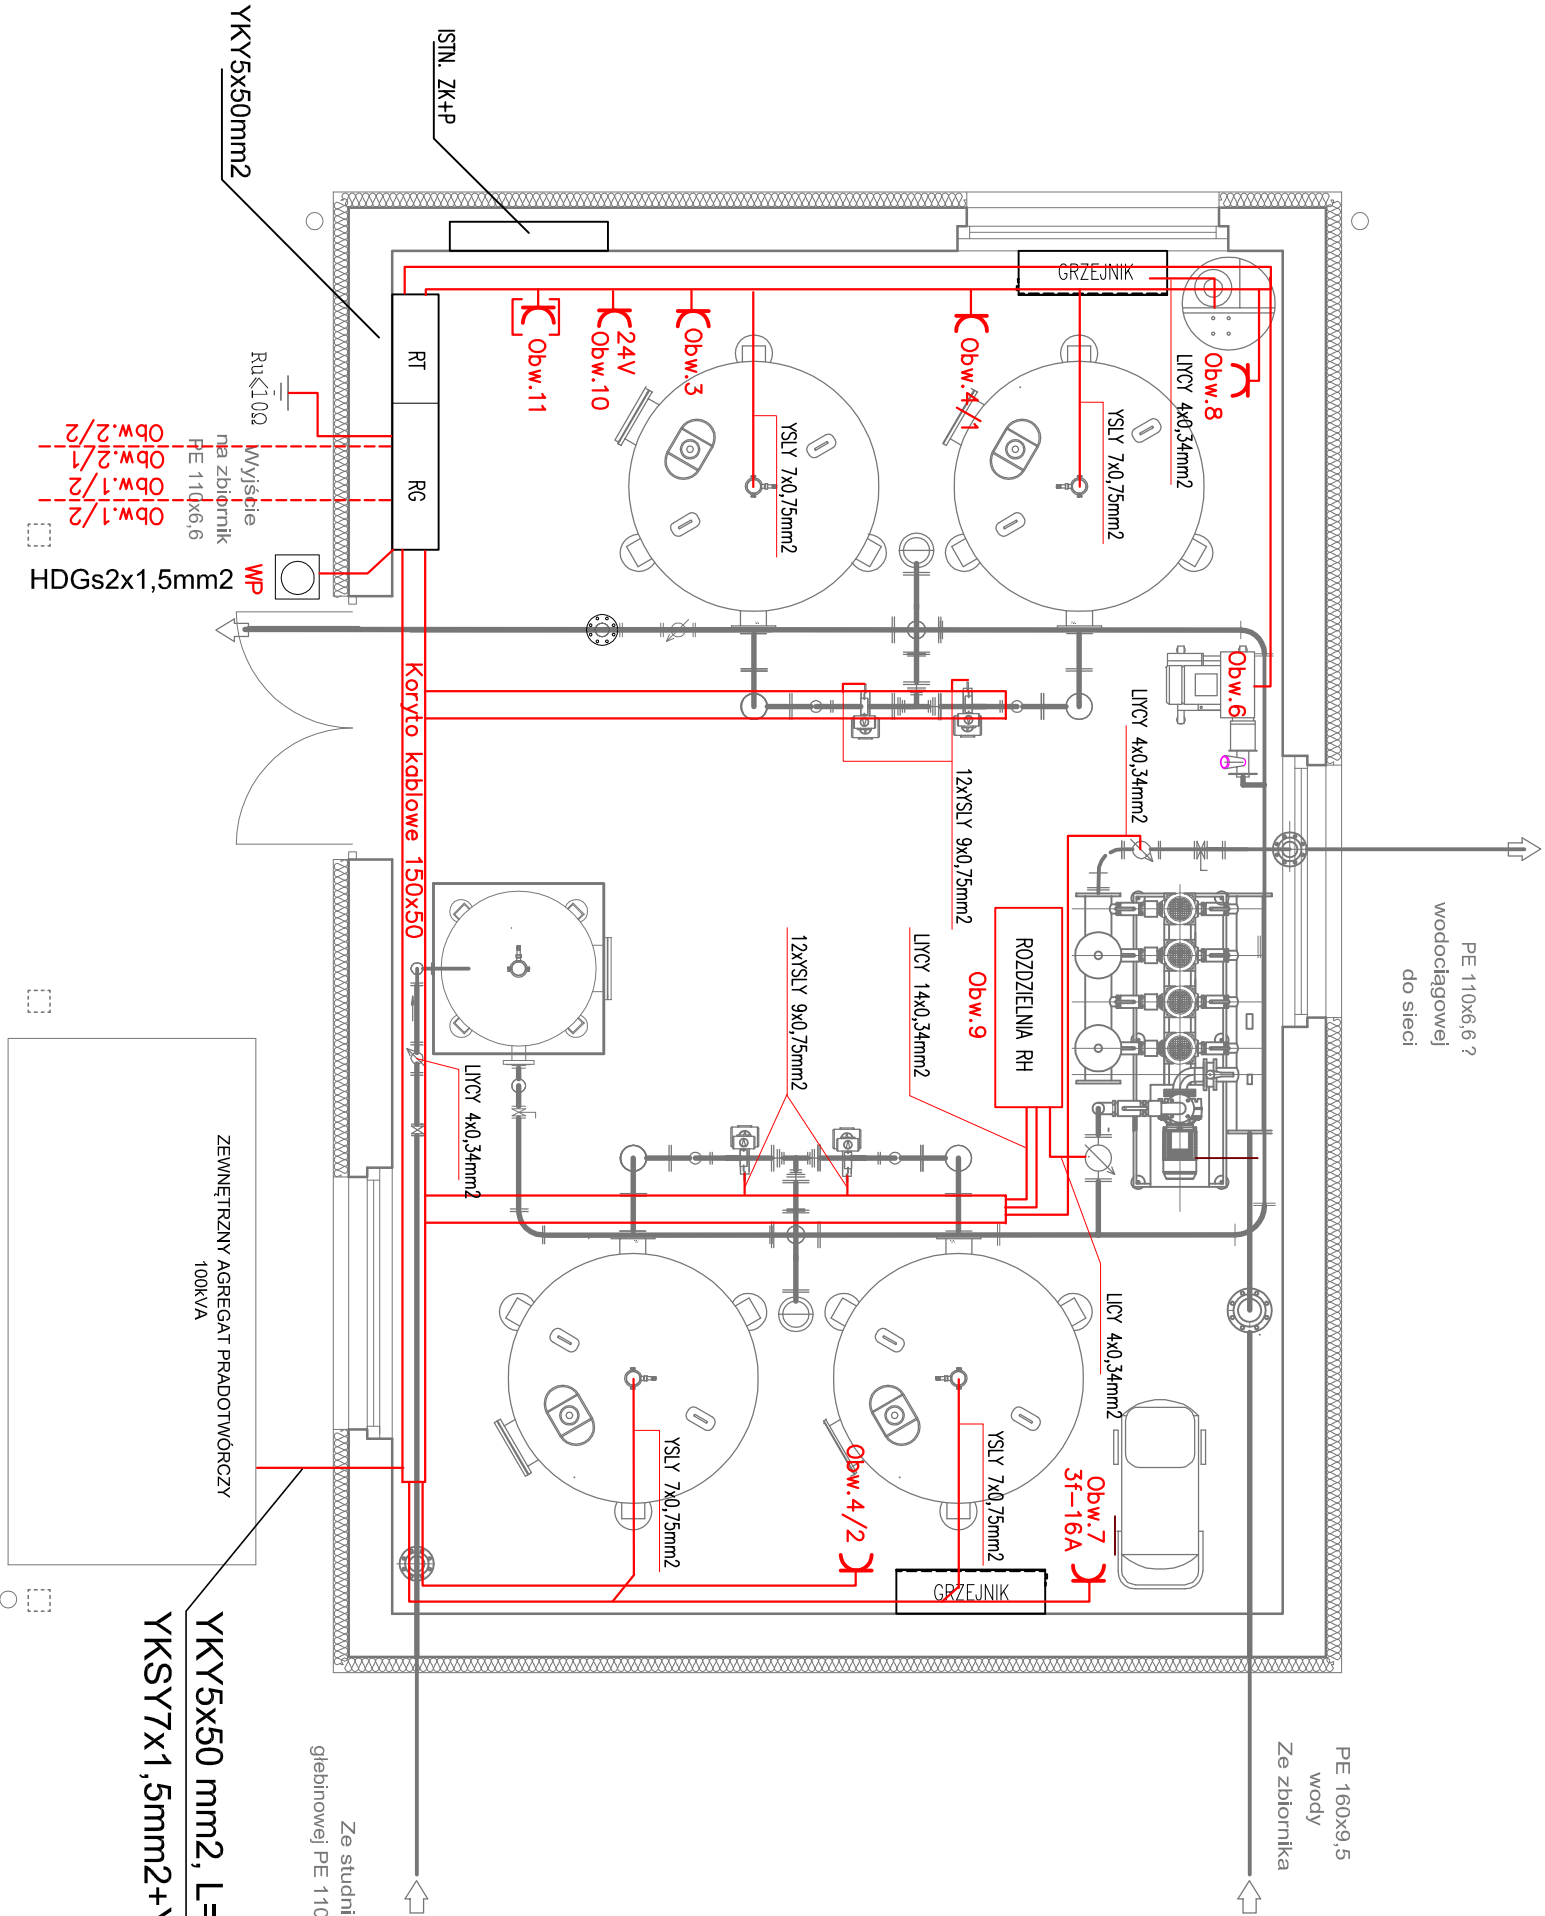 YKY5x50mm2
ISTN. ZK+P
GRZEJNIK
LIYCY 4x0,34mm2
Obw.8
YSLY 7x0,75mm2
Obw.4/1
YSLY 7x0,75mm2
Obw.3
24V
Obw.10
Obw.11
RT
RG
Ru≤10Ω
Wyjście
na zbiornik
PE 110x6,6
Obw.2/2
Obw.2/1
Obw.1/2
Obw.1/2
WP
HDGs2x1,5mm2
Koryto kablowe 150x50
Obw.6
LIYCY 4x0,34mm2
12xYSLY 9x0,75mm2
PE 110x6,6 ?
wodociągowej
do sieci
ROZDZIELNIA RH
Obw.9
LIYCY 14x0,34mm2
12xYSLY 9x0,75mm2
LIYCY 4x0,34mm2
ZEWNĘTRZNY AGREGAT PRADOTWÓRCZY
100kVA
LICY 4x0,34mm2
Obw.7
3f-16A
YSLY 7x0,75mm2
Obw.4/2
YSLY 7x0,75mm2
GRZEJNIK
YKY5x50 mm2, L=
YKSY7x1,5mm2+
PE 160x9,5
wody
Ze zbiornika
Ze studni
głebinowej PE 110